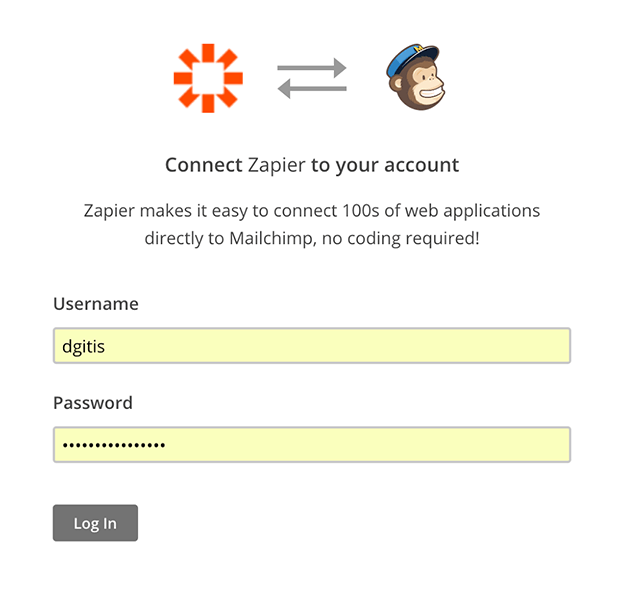 Connect Zapier to your account
Zapier makes it easy to connect 100s of web applications
directly to Mailchimp, no coding required!
Username
dgitis
Password
••••••••••••••••
Log In